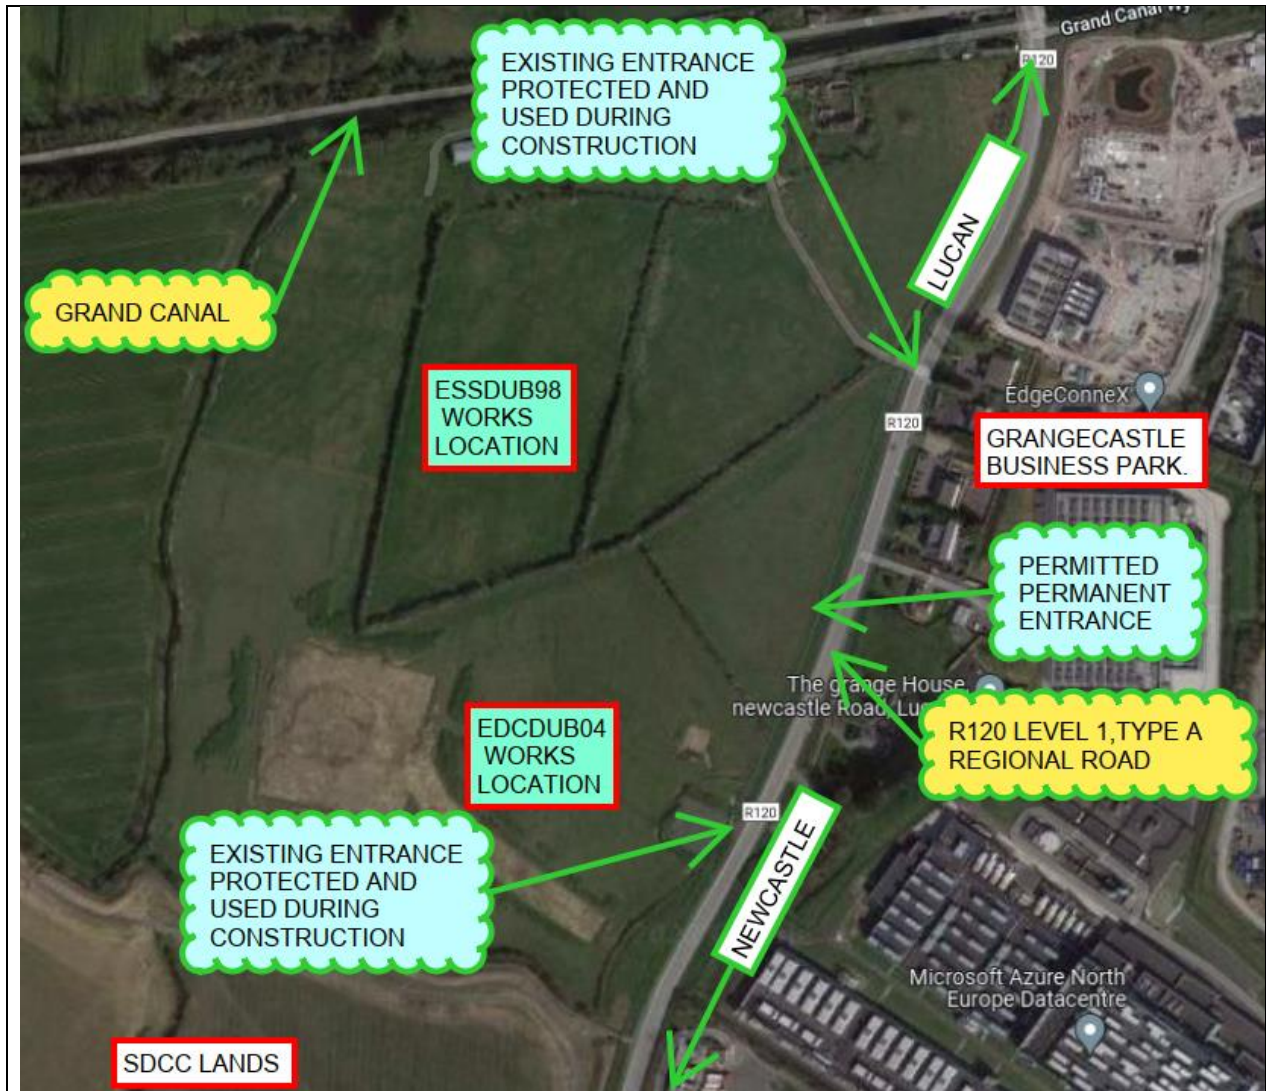 Grand Canal Wy
R120
EXISTING ENTRANCE
PROTECTED AND
USED DURING
CONSTRUCTION
LUCAN
GRAND CANAL
ESSDUB98
WORKS
LOCATION
EdgeConneX
R120
GRANGECASTLE
BUSINESS PARK.
PERMITTED
PERMANENT
ENTRANCE
The grange House,
newcastle Road,
R120 LEVEL 1,TYPE A
REGIONAL ROAD
EDCDUB04
WORKS
LOCATION
R120
EXISTING ENTRANCE
PROTECTED AND
USED DURING
CONSTRUCTION
NEWCASTLE
Microsoft Azure North
Europe Datacentre
SDCC LANDS